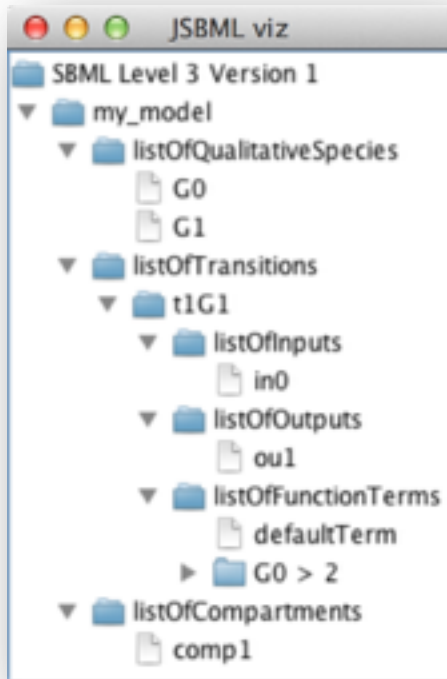 JSBML viz
SBML Level 3 Version 1
my_model
listOfQualitativeSpecies
G0
G1
listOfTransitions
t1G1
listOfInputs
in0
listOfOutputs
ou1
listOfFunctionTerms
defaultTerm
G0 > 2
listOfCompartments
comp1